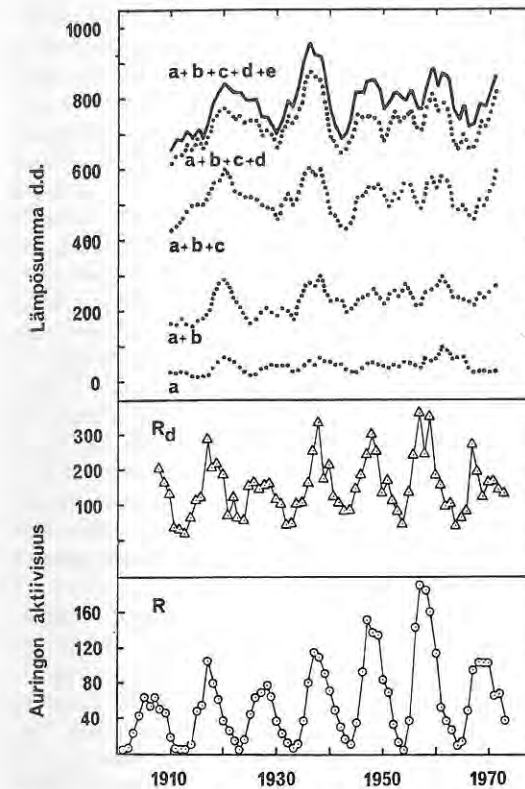 1000
a+b+c+d+e
800
a+b+c+d
600
400
a+b+c
200
a+b
a
0
Lämpösumma d.d.
300
Rd
200
100
R
160
120
80
40
Auringon aktiivisuus
1910 1930 1950 1970